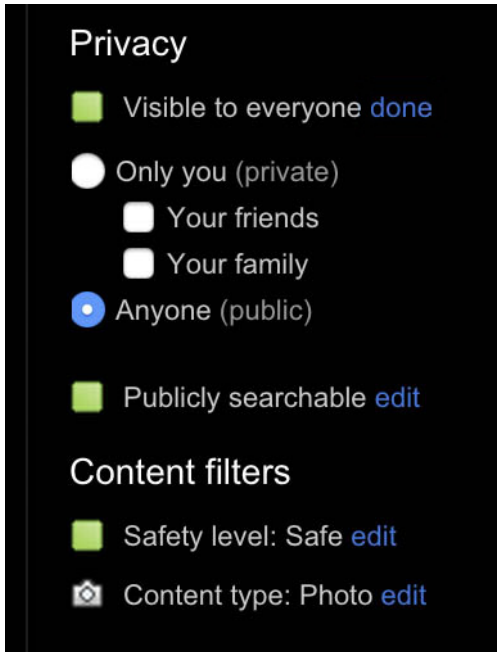 Privacy
Visible to everyone done
Only you (private)
Your friends
Your family
Anyone (public)
Publicly searchable edit
Content filters
Safety level: Safe edit
Content type: Photo edit